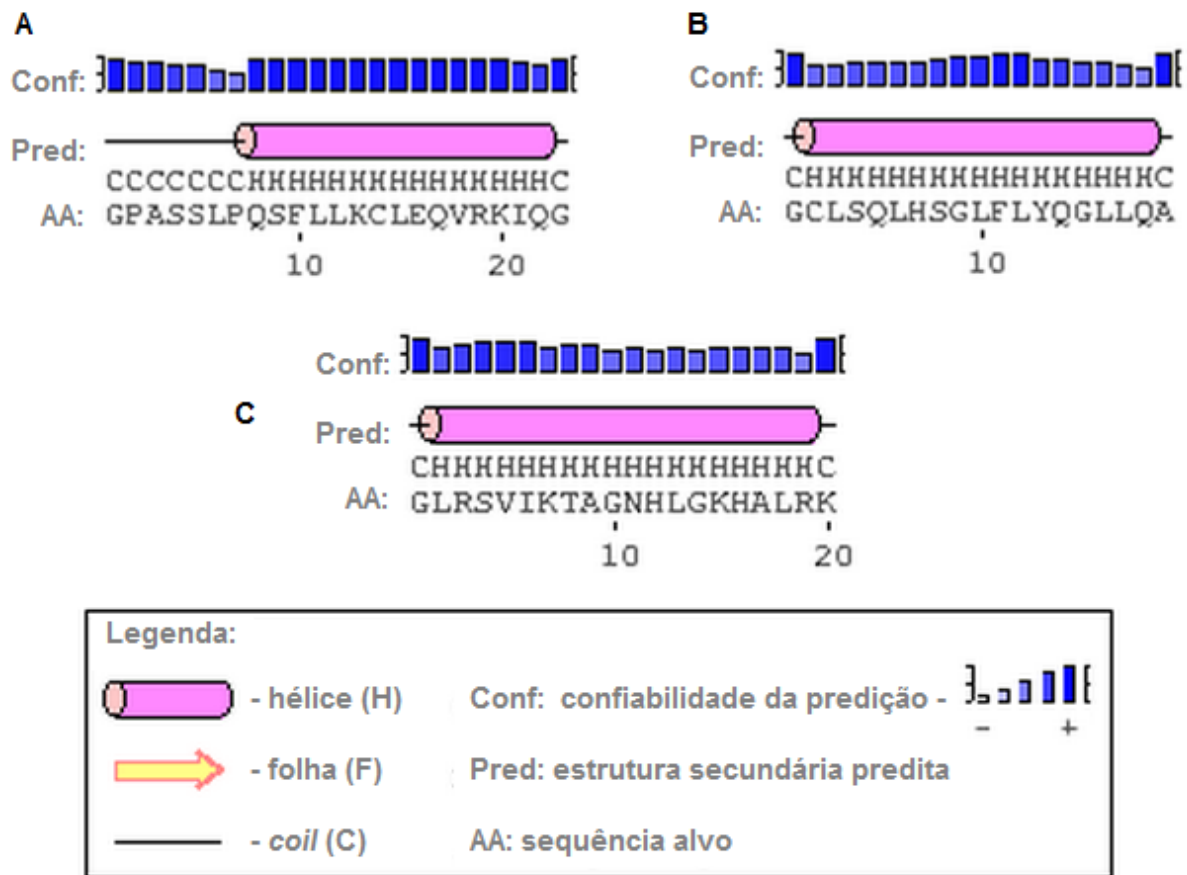 A
Conf:
Pred:
CCCCCCCHHHHHHHHHHHHHHHC
AA: GPASSLPQSFLLKCLEQVRKIQG
10 20
B
Conf:
Pred:
CHHHHHHHHHHHHHHHHHC
AA: GCLSQLHSGLFLYQGLLQA
10
C
Conf:
Pred:
CHHHHHHHHHHHHHHHHHHC
AA: GLRSVIKTAGNHLGKHALRK
10 20
Legenda:
- hélice (H) Conf: confiabilidade da predição -
- +
- folha (F) Pred: estrutura secundária predita
- coil (C) AA: sequência alvo